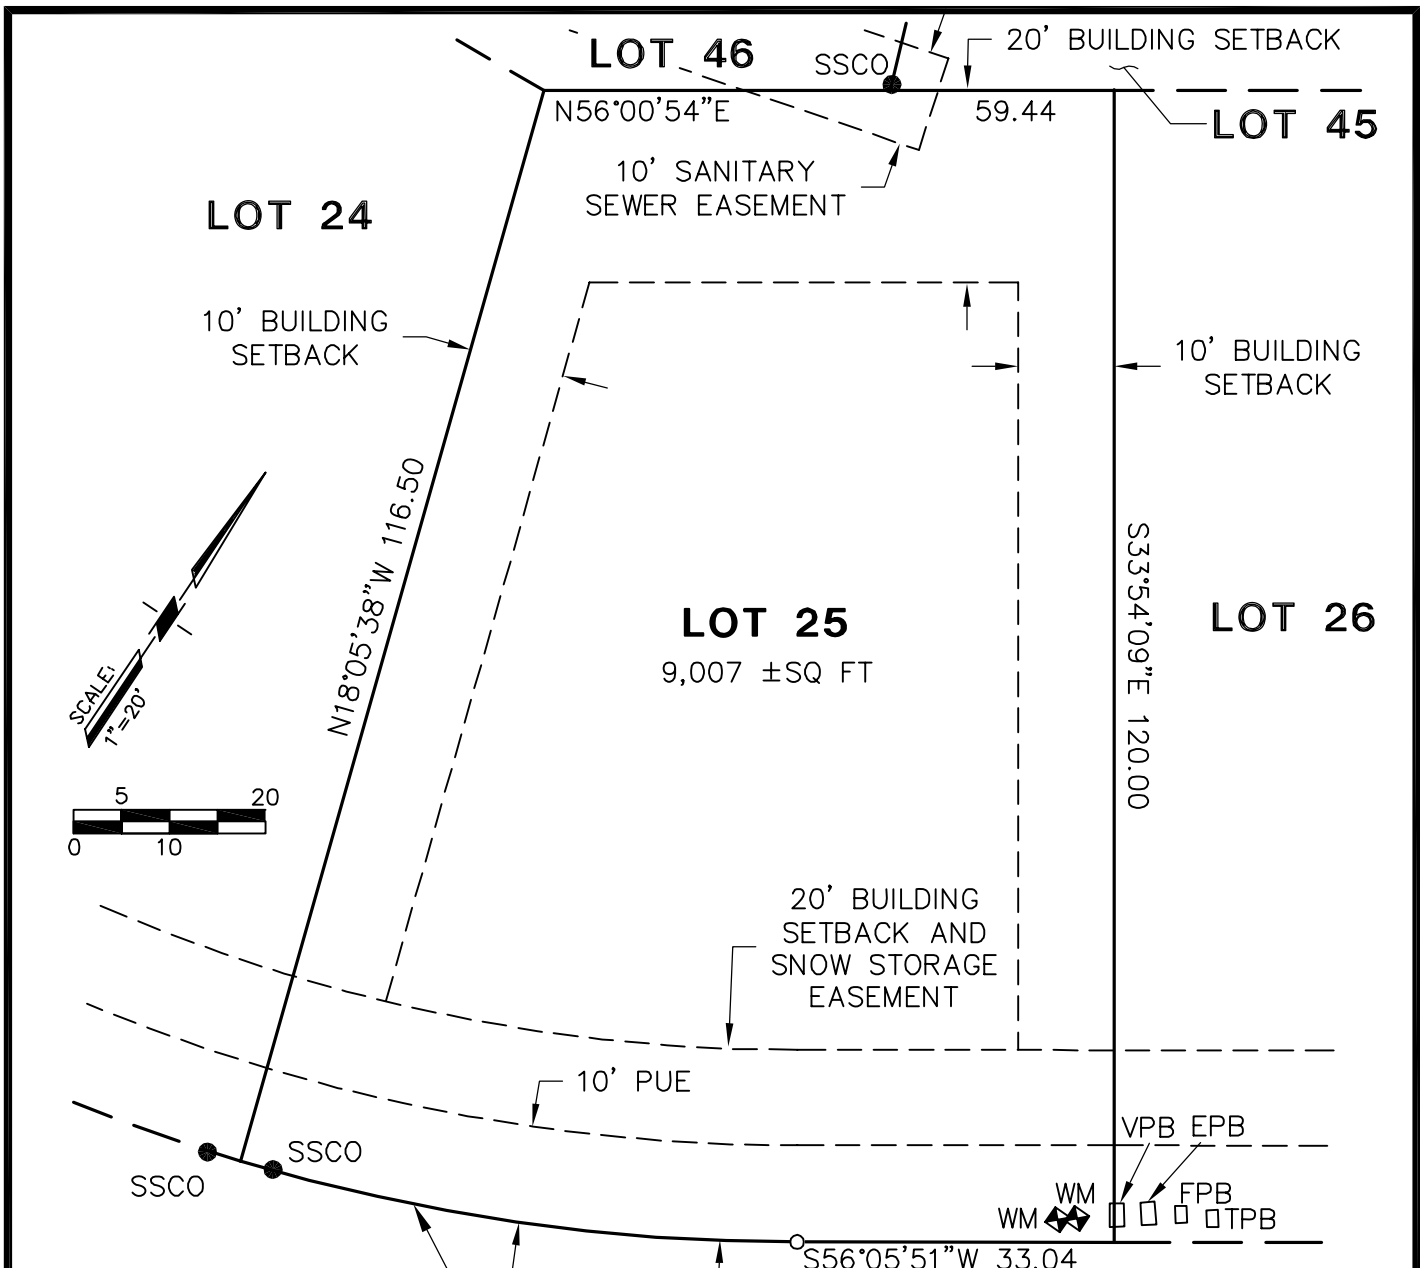 LOT 46
SSCO
20' BUILDING SETBACK
N56°00'54"E
59.44
LOT 45
10' SANITARY
SEWER EASEMENT
LOT 24
10' BUILDING
SETBACK
10' BUILDING
SETBACK
N18°05'38"W 116.50
S33°54'09"E 120.00
LOT 25
9,007 ±SQ FT
LOT 26
SCALE:
1"=20'
5 20
0 10
20' BUILDING
SETBACK AND
SNOW STORAGE
EASEMENT
10' PUE
VPB EPB
SSCO
SSCO
WM
FPB
WM
TPB
S56°05'51"W 33.04